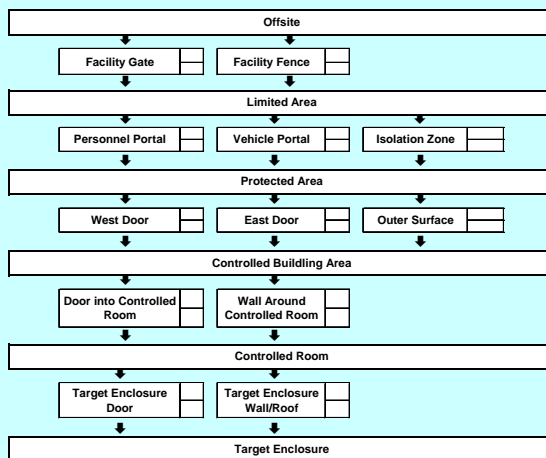 Offsite
Facility Gate
Facility Fence
Limited Area
Personnel Portal
Vehicle Portal
Isolation Zone
Protected Area
West Door
East Door
Outer Surface
Controlled Buildling Area
Door into Controlled
Room
Wall Around
Controlled Room
Controlled Room
Target Enclosure
Door
Target Enclosure
Wall/Roof
Target Enclosure